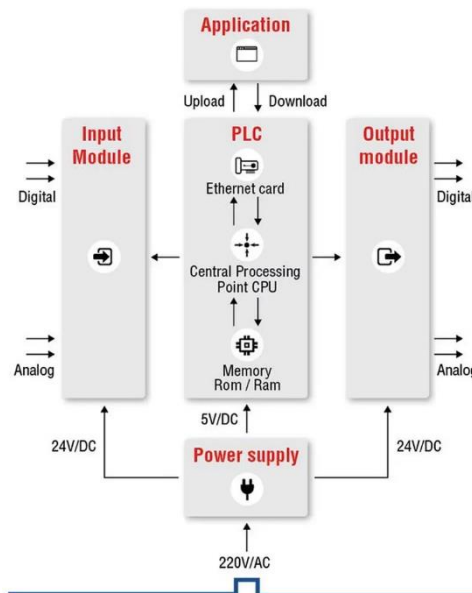 Application
Upload
Download
Input
Module
PLC
Output
module
Ethernet card
Digital
Digital
Central Processing
Point CPU
Memory
Rom / Ram
Analog
Analog
5V/DC
24V/DC
24V/DC
Power supply
220V/AC